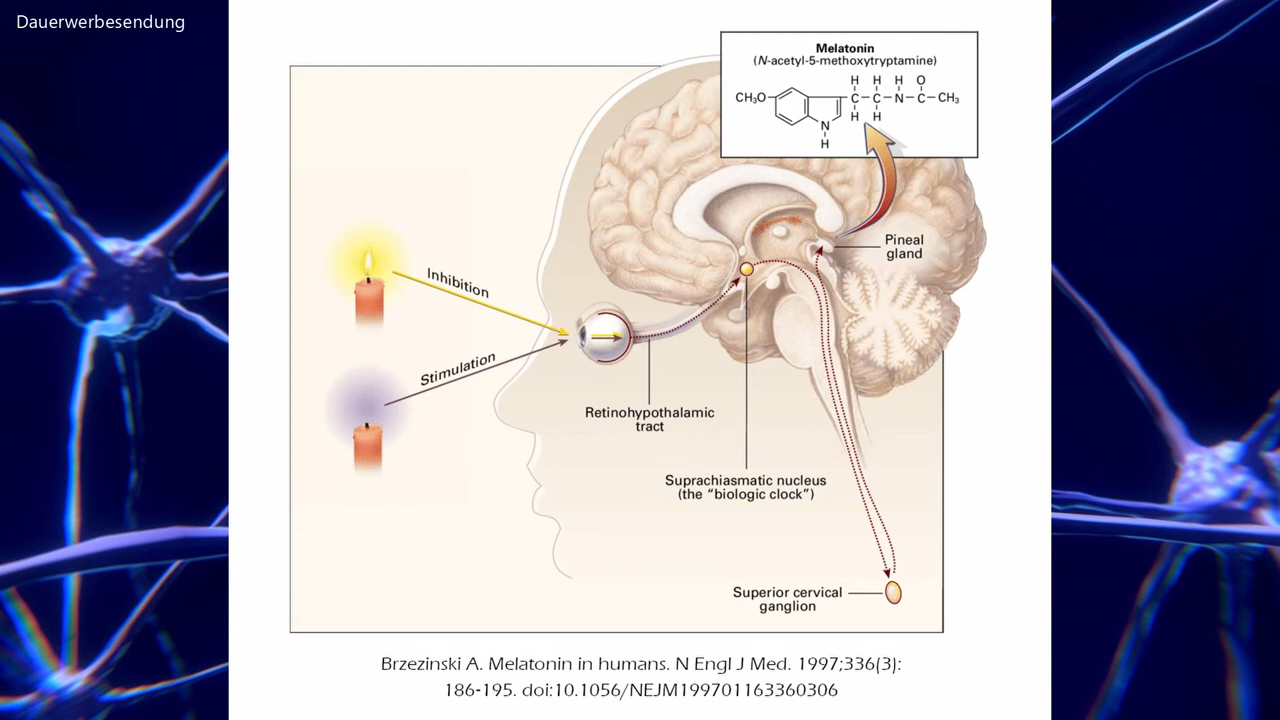 Dauerwerbesendung
Melatonin
(N-acetyl-5-methoxytryptamine)
H H H O
CH₃O C–C–N–C–CH₃
H H
N
H
Pineal
gland
Inhibition
Stimulation
Retinohypothalamic
tract
Suprachiasmatic nucleus
(the “biologic clock”)
Superior cervical
ganglion
Brzezinski A. Melatonin in humans. N Engl J Med. 1997;336(3):
186-195. doi:10.1056/NEJM199701163360306